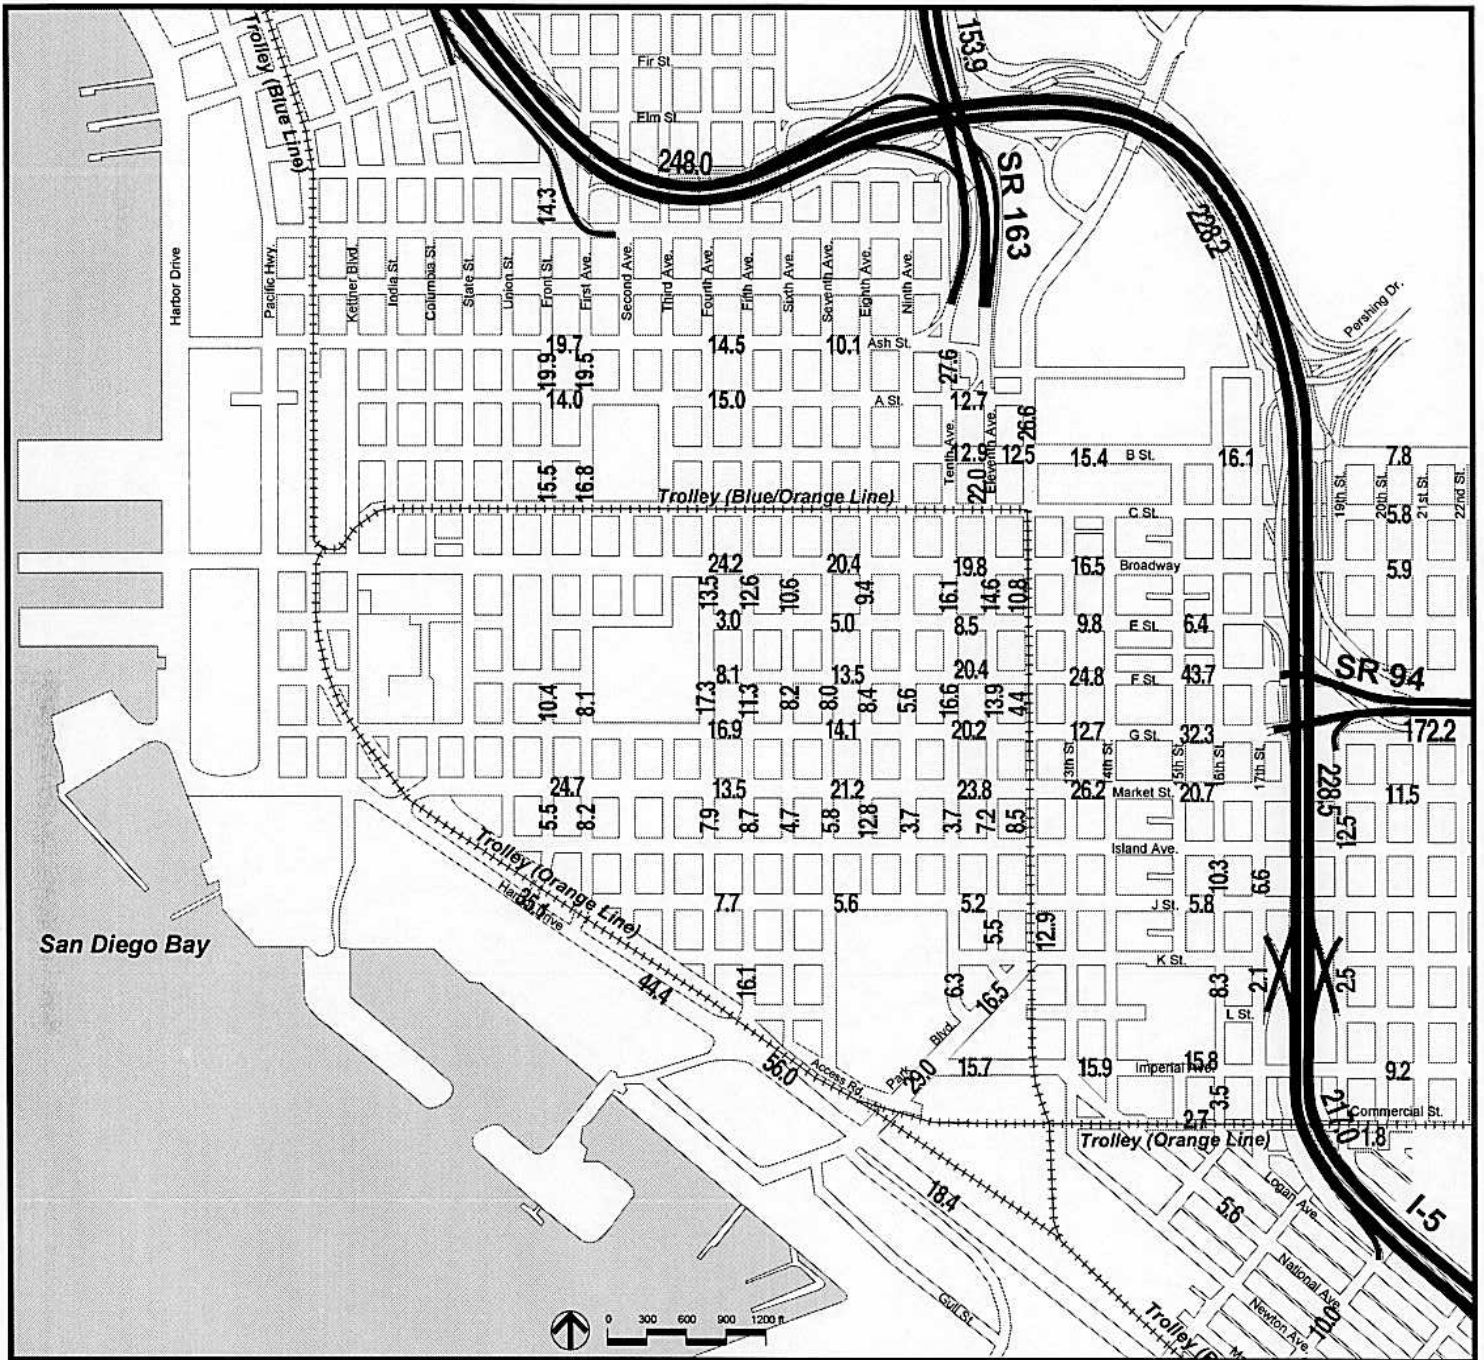 Trolley (Blue Line)
153.9
Fir St.
Elm St
248.0
SR 163
14.3
228.2
Harbor Drive
Pacific Hwy.
Kettner Blvd.
India St.
Columbia St.
State St.
Union St.
Front St.
First Ave.
Second Ave.
Third Ave.
Fourth Ave.
Fifth Ave.
Sixth Ave.
Seventh Ave.
Eighth Ave.
Ninth Ave.
Pershing Dr.
19.7
14.5
10.1
Ash St.
19.9
19.5
27.6
14.0
15.0
A St.
12.7
26.6
Tenth Ave.
Eleventh Ave.
12.9
12.5
15.4
B St.
16.1
7.8
15.5
16.8
22.0
19th St.
20th St.
21st St.
22nd St.
Trolley (Blue/Orange Line)
C St.
5.8
24.2
20.4
19.8
16.5
Broadway
5.9
13.5
12.6
10.6
9.4
16.1
14.6
10.8
3.0
5.0
8.5
9.8
E St.
6.4
8.1
13.5
20.4
24.8
F St.
43.7
SR 94
10.4
8.1
17.3
11.3
8.2
8.0
8.4
5.6
16.6
13.9
4.4
16.9
14.1
20.2
12.7
G St.
32.3
172.2
13th St
14th St.
15th St.
16th St.
17th St.
228.5
24.7
13.5
21.2
23.8
26.2
Market St.
20.7
11.5
5.5
8.2
7.9
8.7
4.7
5.8
12.8
3.7
3.7
7.2
8.5
12.5
Trolley (Orange Line)
Island Ave.
10.3
6.6
Harbor Drive
35.1
7.7
5.6
5.2
J St.
5.8
5.5
12.9
San Diego Bay
K St.
44.4
16.1
6.3
16.5
8.3
2.1
2.5
L St.
56.0
Access Rd.
Park Blvd.
29.0
15.7
15.9
Imperial Ave.
15.8
9.2
3.5
2.7
217.0
Commercial St.
1.8
Trolley (Orange Line)
18.4
Logan Ave.
5.6
I-5
National Ave.
Newton Ave.
10.0
Gull St.
Trolley (
0 300 600 900 1200 ft.